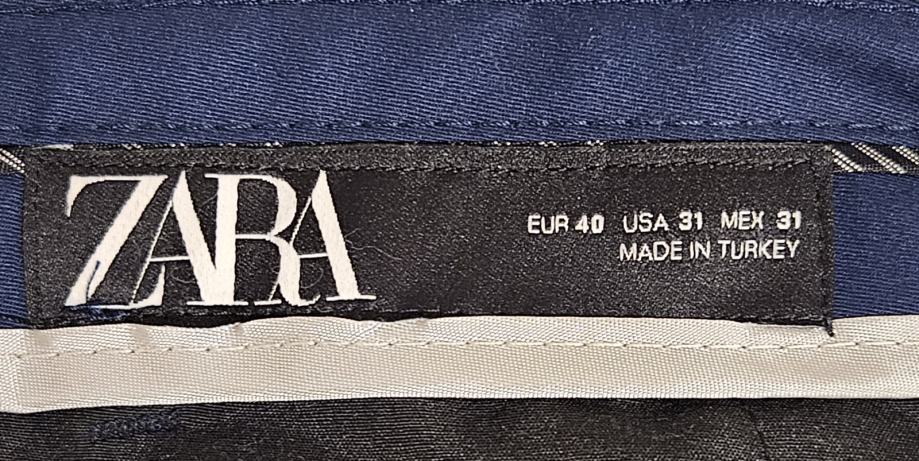 ZARA
EUR 40 USA 31 MEX 31
MADE IN TURKEY